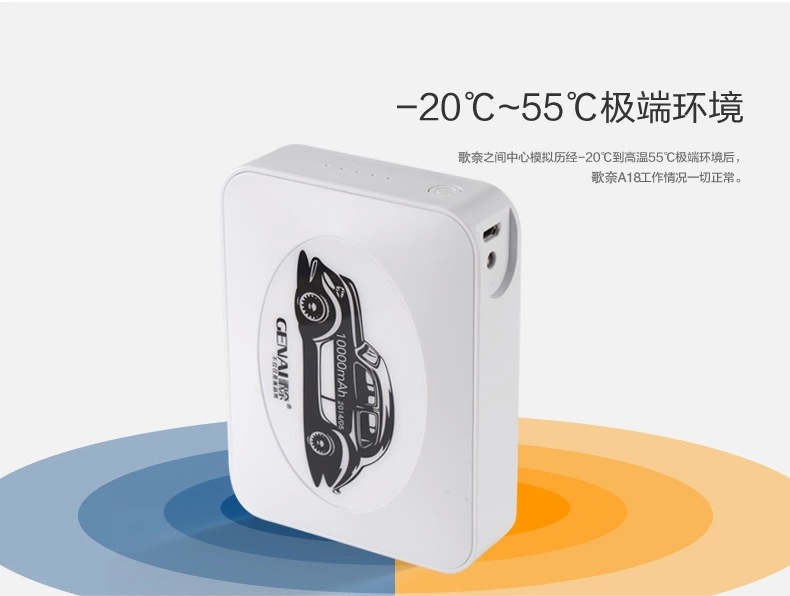 -20℃~55℃极端环境
歌奈之间中心模拟历经-20℃到高温55℃极端环境后，
歌奈A18工作情况一切正常。
GENAI歌奈®
10000mAh 2014/05